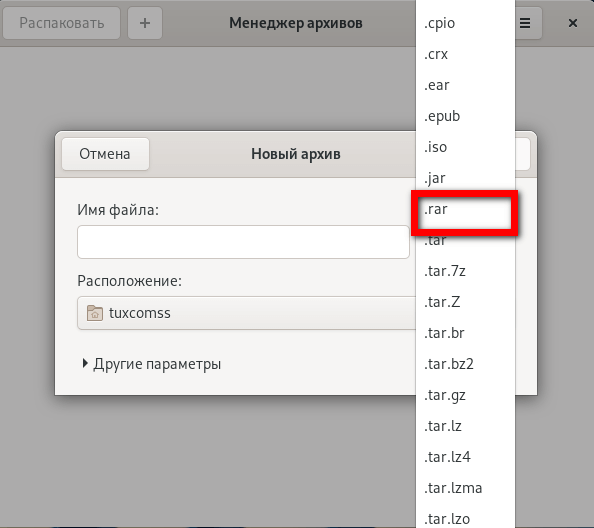 Распаковать
+
Менеджер архивов
Отмена
Новый архив
Имя файла:
Расположение:
tuxcomss
Другие параметры
.cpio
.crx
.ear
.epub
.iso
.jar
.rar
.tar
.tar.7z
.tar.Z
.tar.br
.tar.bz2
.tar.gz
.tar.lz
.tar.lz4
.tar.lzma
.tar.lzo